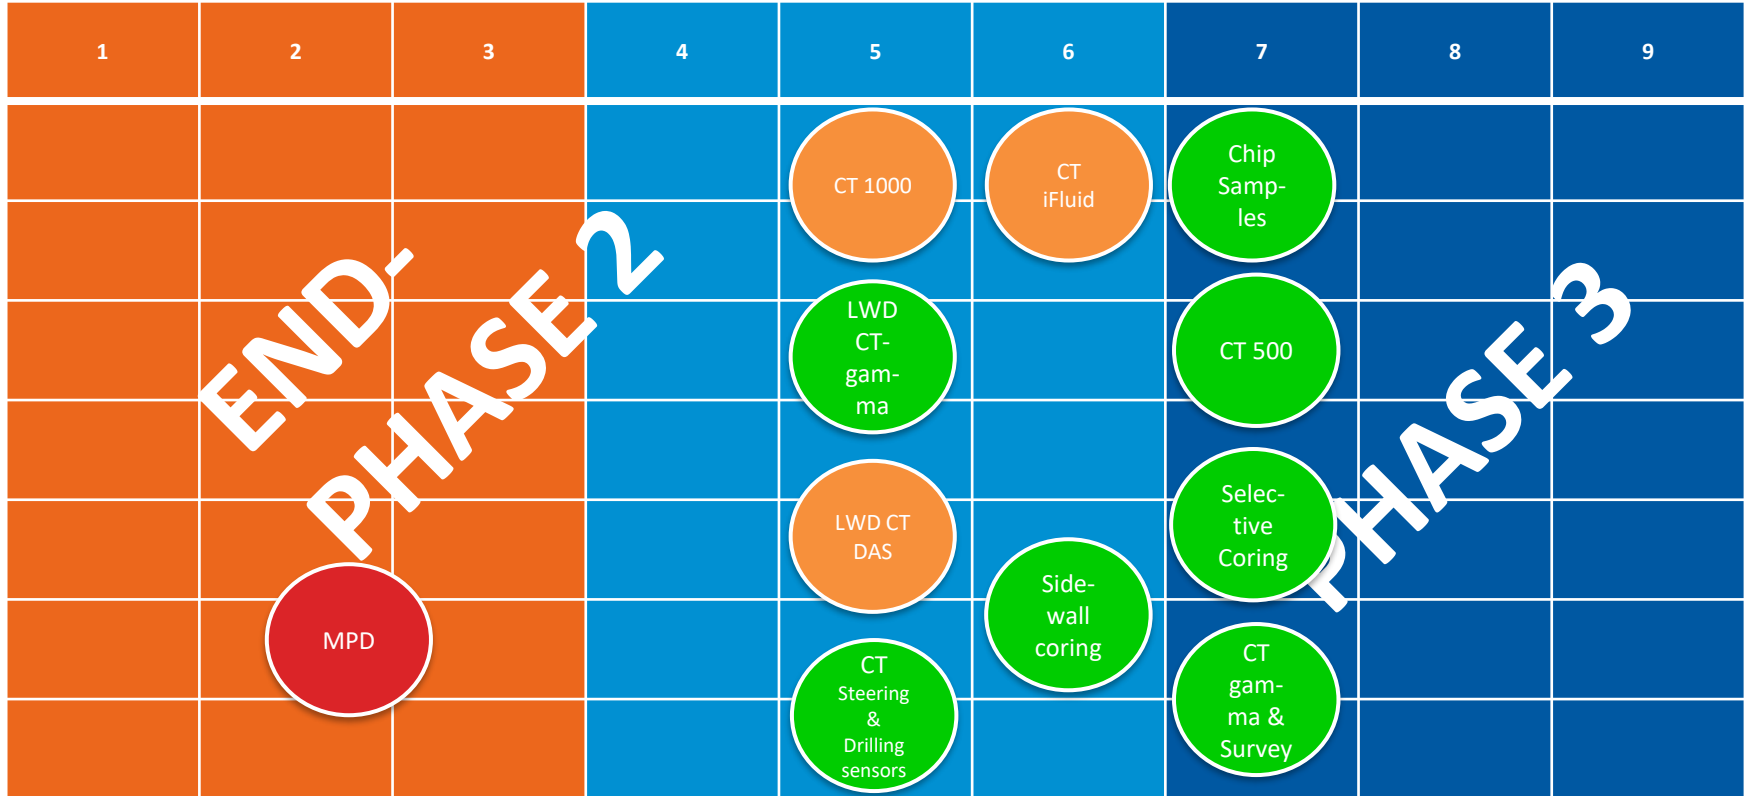 1 2 3 4 5 6 7 8 9
CT 1000
CT
iFluid
Chip
Samp-
les
END-
PHASE 2
LWD
CT-
gam-
ma
CT 500
PHASE 3
LWD CT
DAS
Selec-
tive
Coring
Side-
wall
coring
MPD
CT
Steering
&
Drilling
sensors
CT
gam-
ma &
Survey